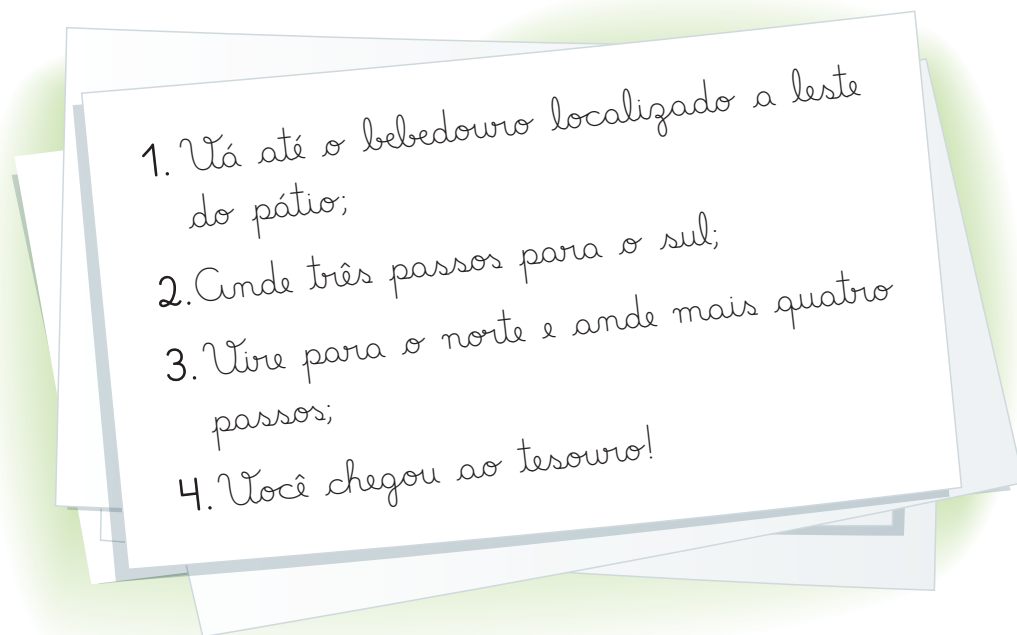 1. Vá até o bebedouro localizado a leste
do pátio;
2. Ande três passos para o sul;
3. Vire para o norte e ande mais quatro
passos;
4. Você chegou ao tesouro!